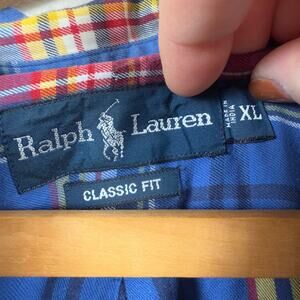 Ralph Lauren
MADE IN
INDIA
XL
CLASSIC FIT